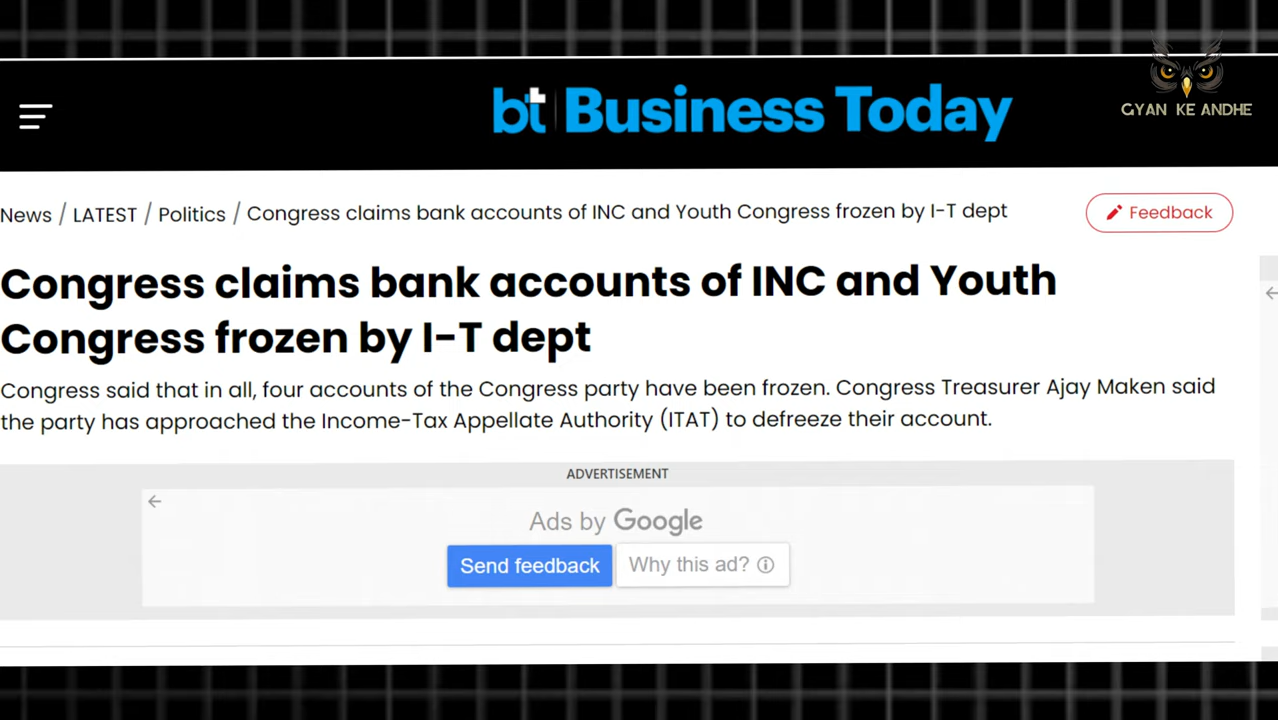 GYAN KE ANDHE
bt Business Today
News / LATEST / Politics / Congress claims bank accounts of INC and Youth Congress frozen by I-T dept
Feedback
Congress claims bank accounts of INC and Youth
Congress frozen by I-T dept
Congress said that in all, four accounts of the Congress party have been frozen. Congress Treasurer Ajay Maken said
the party has approached the Income-Tax Appellate Authority (ITAT) to defreeze their account.
ADVERTISEMENT
Ads by Google
Send feedback
Why this ad?